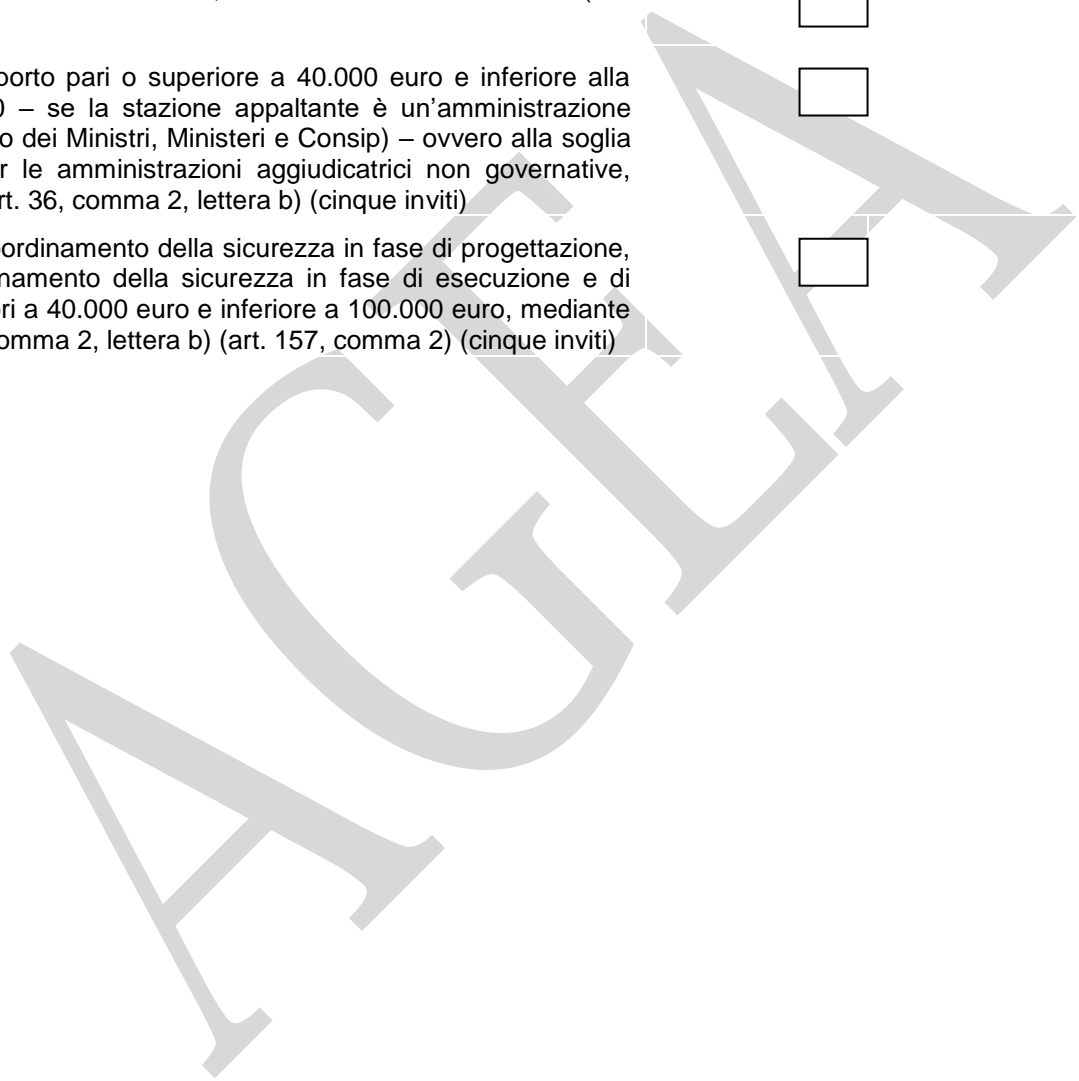 porto pari o superiore a 40.000 euro e inferiore alla
0 – se la stazione appaltante è un’amministrazione
o dei Ministri, Ministeri e Consip) – ovvero alla soglia
r le amministrazioni aggiudicatrici non governative,
rt. 36, comma 2, lettera b) (cinque inviti)
oordinamento della sicurezza in fase di progettazione,
namento della sicurezza in fase di esecuzione e di
ori a 40.000 euro e inferiore a 100.000 euro, mediante
omma 2, lettera b) (art. 157, comma 2) (cinque inviti)
AGEA